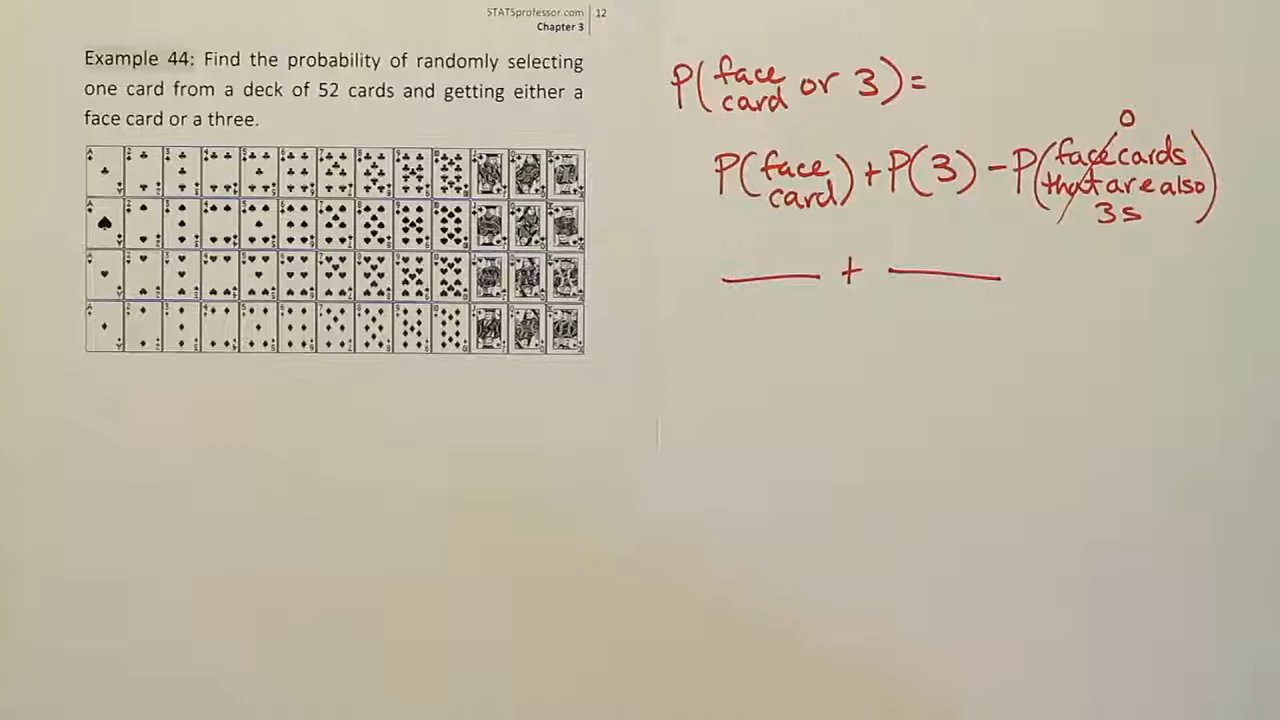 STATSprofessor.com 12
Chapter 3
Example 44: Find the probability of randomly selecting
one card from a deck of 52 cards and getting either a
face card or a three.
P(face card or 3) =
0
P(face card) + P(3) - P(face cards that are also 3s)
+